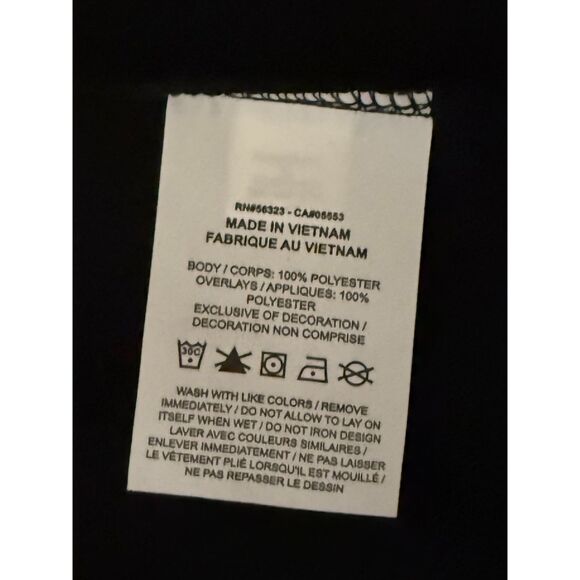 RN#56323 - CA#05553
MADE IN VIETNAM
FABRIQUE AU VIETNAM
BODY / CORPS: 100% POLYESTER
OVERLAYS / APPLIQUES: 100%
POLYESTER
EXCLUSIVE OF DECORATION /
DECORATION NON COMPRISE
30C
WASH WITH LIKE COLORS / REMOVE
IMMEDIATELY / DO NOT ALLOW TO LAY ON
ITSELF WHEN WET / DO NOT IRON DESIGN
LAVER AVEC COULEURS SIMILAIRES /
ENLEVER IMMEDIATEMENT / NE PAS LAISSER
LE VÊTEMENT PLIÉ LORSQU'IL EST MOUILLÉ /
NE PAS REPASSER LE DESSIN